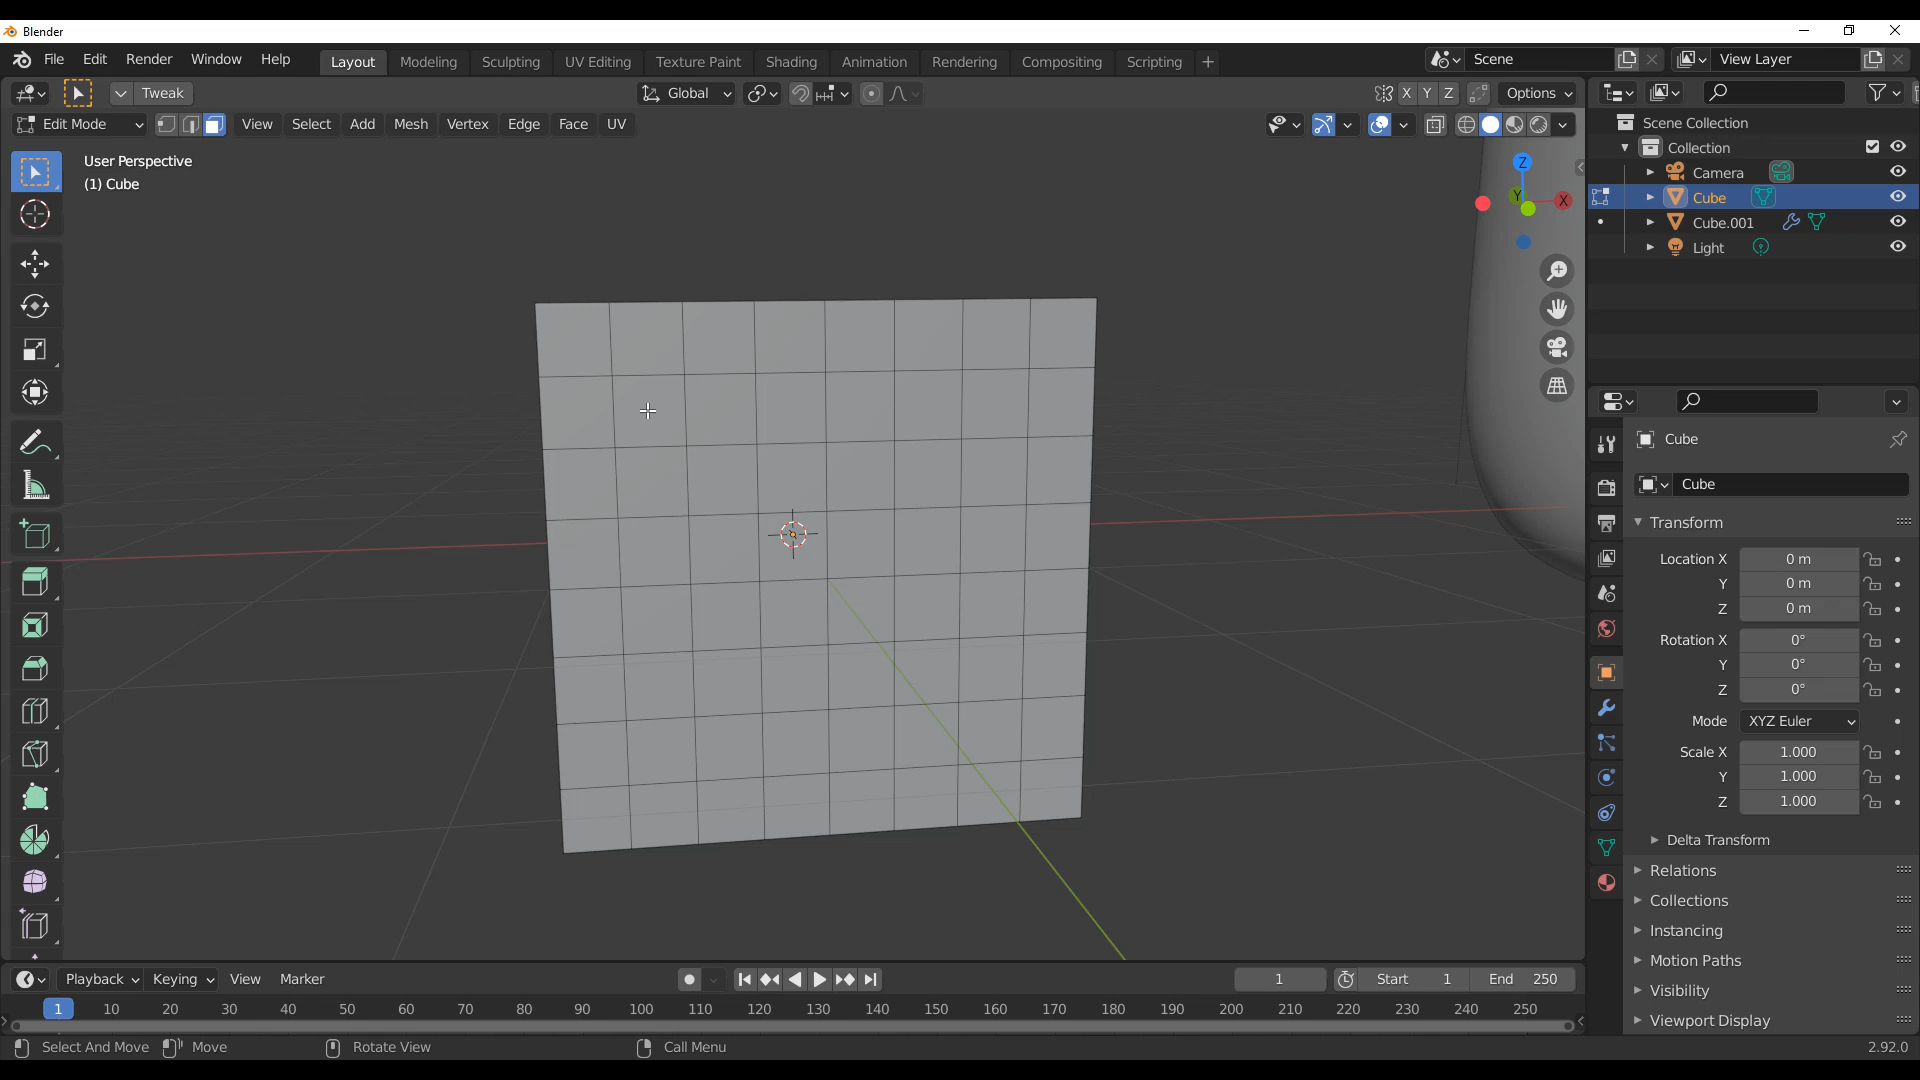 Blender
File Edit Render Window Help Layout Modeling Sculpting UV Editing Texture Paint Shading Animation Rendering Compositing Scripting + Scene View Layer
Tweak Global X Y Z Options
Edit Mode View Select Add Mesh Vertex Edge Face UV
User Perspective
(1) Cube
Z
Y X
Scene Collection
Collection
Camera
Cube
Cube.001
Light
Cube
Cube
Transform
Location X 0 m
Y 0 m
Z 0 m
Rotation X 0°
Y 0°
Z 0°
Mode XYZ Euler
Scale X 1.000
Y 1.000
Z 1.000
Delta Transform
Relations
Collections
Instancing
Motion Paths
Visibility
Viewport Display
Playback Keying View Marker 1 Start 1 End 250
1 10 20 30 40 50 60 70 80 90 100 110 120 130 140 150 160 170 180 190 200 210 220 230 240 250
Select And Move Move Rotate View Call Menu 2.92.0